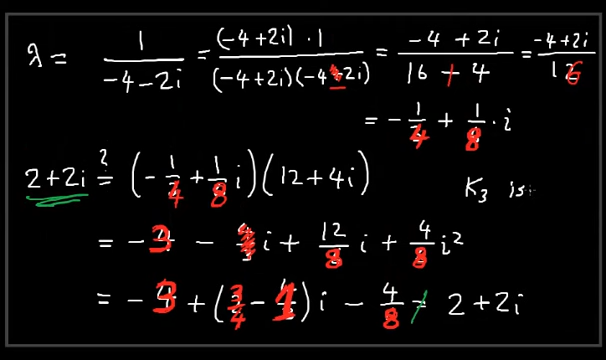 λ = 1/(-4-2i) = (-4+2i)·1/((-4+2i)(-4-2i)) = (-4+2i)/(16+4) = (-4+2i)/16
= -1/4 + 1/8·i
2+2i ?= (-1/4 + 1/8 i)(12+4i) K₃ is
= -3 - i + 12/8 i + 4/8 i²
= -3 + (3/4 - 1)i - 4/8 = 2+2i